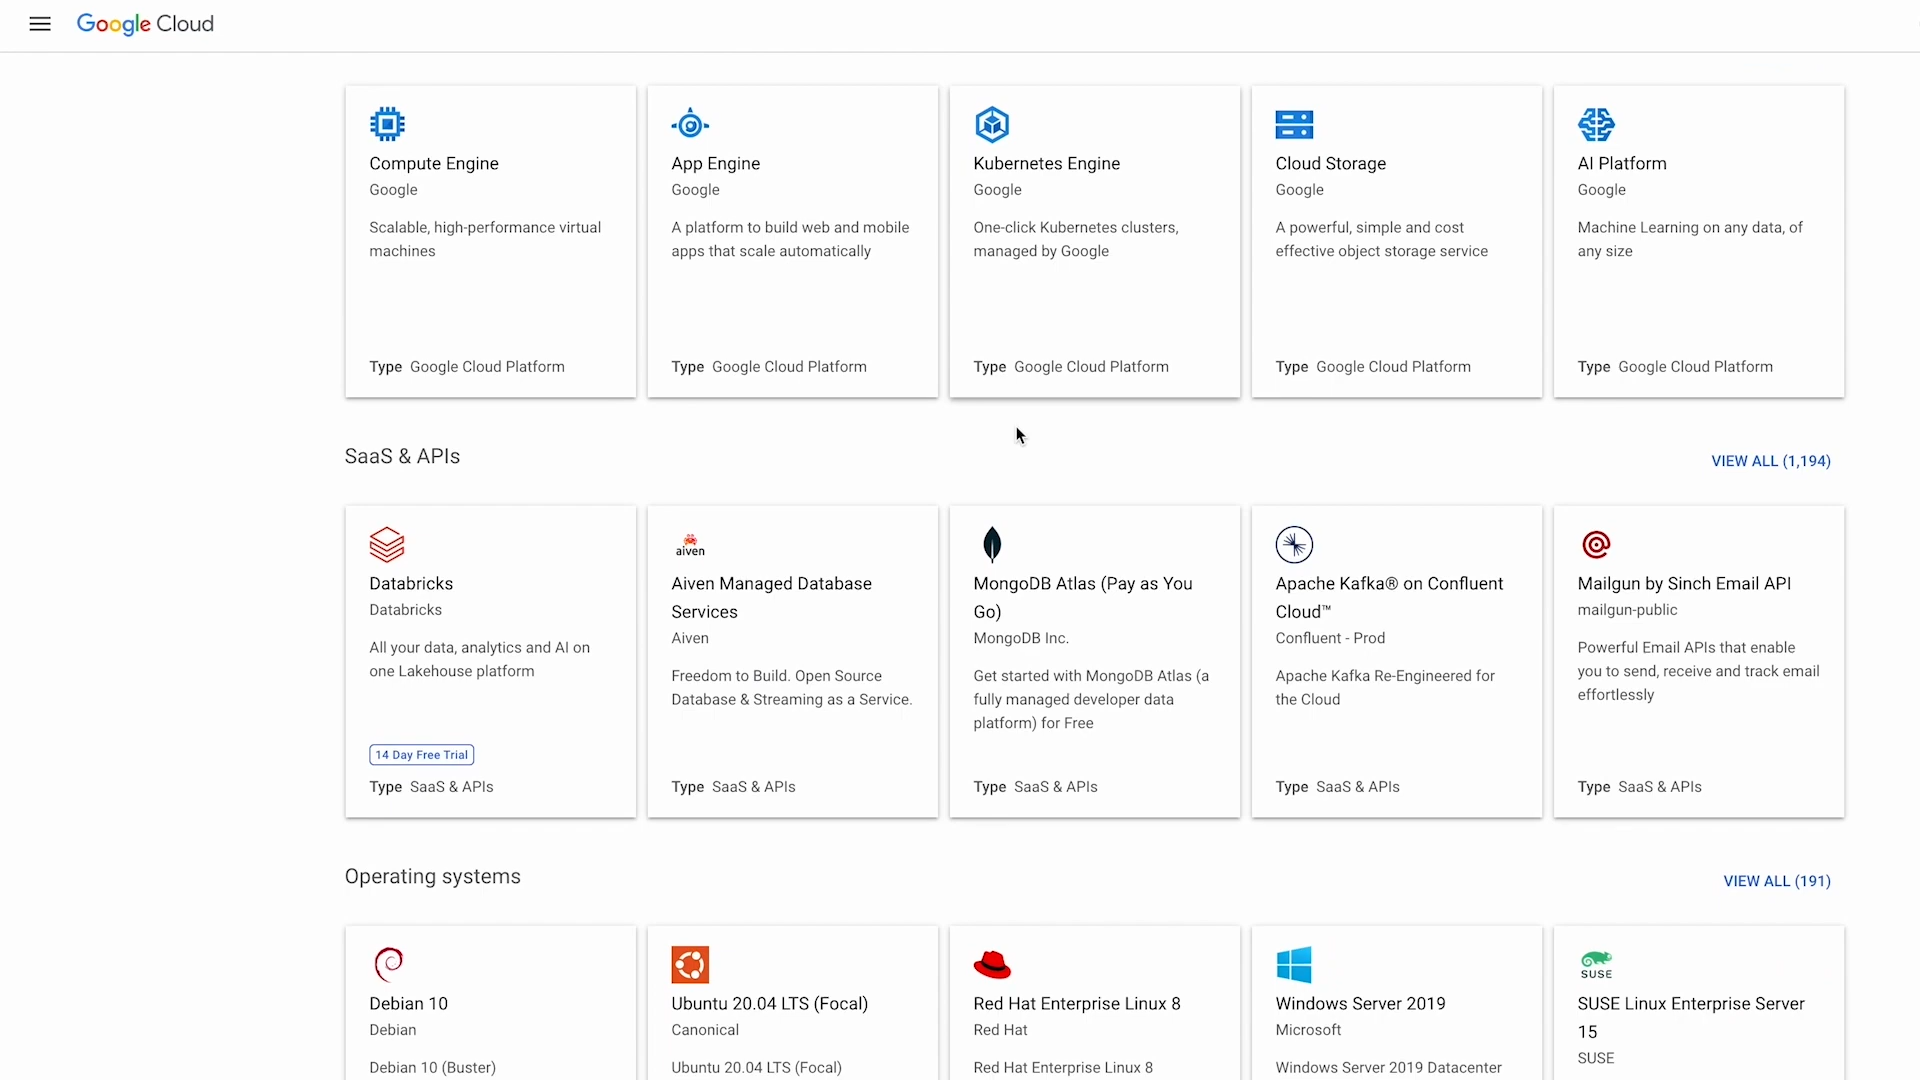 Google Cloud
Compute Engine
Google
Scalable, high-performance virtual
machines
Type Google Cloud Platform
App Engine
Google
A platform to build web and mobile
apps that scale automatically
Type Google Cloud Platform
Kubernetes Engine
Google
One-click Kubernetes clusters,
managed by Google
Type Google Cloud Platform
Cloud Storage
Google
A powerful, simple and cost
effective object storage service
Type Google Cloud Platform
AI Platform
Google
Machine Learning on any data, of
any size
Type Google Cloud Platform
SaaS & APIs
VIEW ALL (1,194)
Databricks
Databricks
All your data, analytics and AI on
one Lakehouse platform
14 Day Free Trial
Type SaaS & APIs
aiven
Aiven Managed Database
Services
Aiven
Freedom to Build. Open Source
Database & Streaming as a Service.
Type SaaS & APIs
MongoDB Atlas (Pay as You
Go)
MongoDB Inc.
Get started with MongoDB Atlas (a
fully managed developer data
platform) for Free
Type SaaS & APIs
Apache Kafka® on Confluent
Cloud™
Confluent - Prod
Apache Kafka Re-Engineered for
the Cloud
Type SaaS & APIs
Mailgun by Sinch Email API
mailgun-public
Powerful Email APIs that enable
you to send, receive and track email
effortlessly
Type SaaS & APIs
Operating systems
VIEW ALL (191)
Debian 10
Debian
Debian 10 (Buster)
Ubuntu 20.04 LTS (Focal)
Canonical
Ubuntu 20.04 LTS (Focal)
Red Hat Enterprise Linux 8
Red Hat
Red Hat Enterprise Linux 8
Windows Server 2019
Microsoft
Windows Server 2019 Datacenter
SUSE
SUSE Linux Enterprise Server
15
SUSE